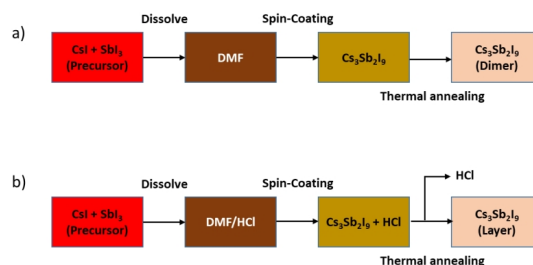 Dissolve Spin-Coating
a) CsI + SbI₃ DMF Cs₃Sb₂I₉ Cs₃Sb₂I₉
(Precursor) (Dimer)
Thermal annealing
HCl
Dissolve Spin-Coating
b) CsI + SbI₃ DMF/HCl Cs₃Sb₂I₉ + HCl Cs₃Sb₂I₉
(Precursor) (Layer)
Thermal annealing